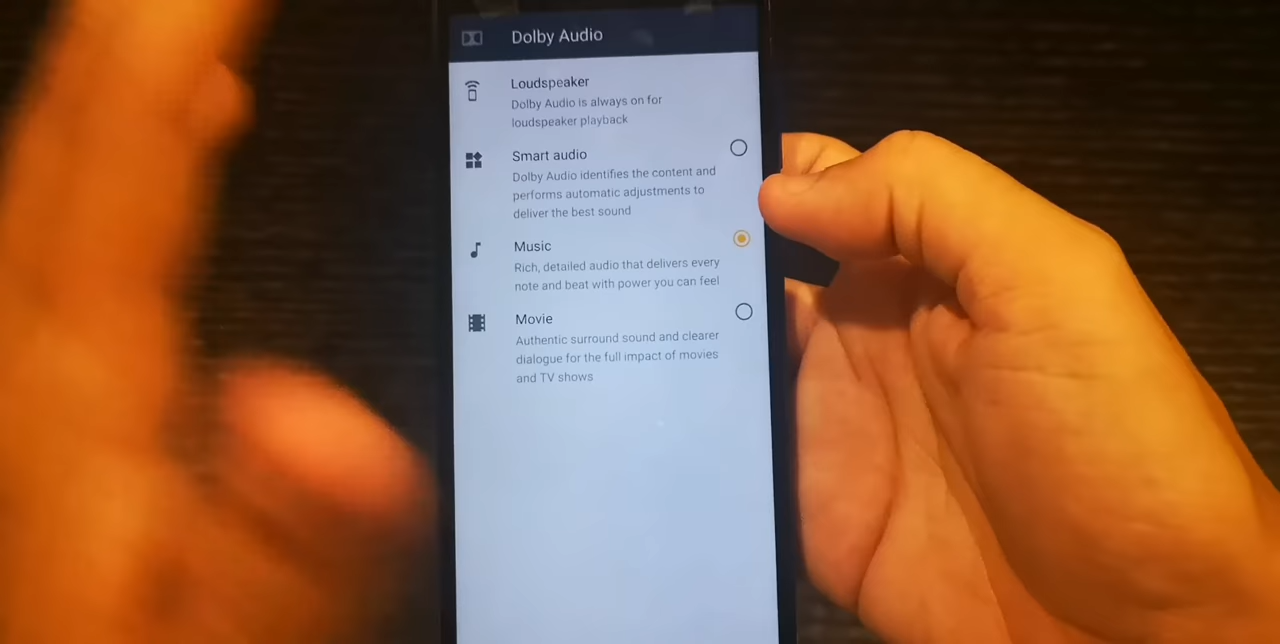 Dolby Audio
Loudspeaker
Dolby Audio is always on for
loudspeaker playback
Smart audio
Dolby Audio identifies the content and
performs automatic adjustments to
deliver the best sound
Music
Rich, detailed audio that delivers every
note and beat with power you can feel
Movie
Authentic surround sound and clearer
dialogue for the full impact of movies
and TV shows